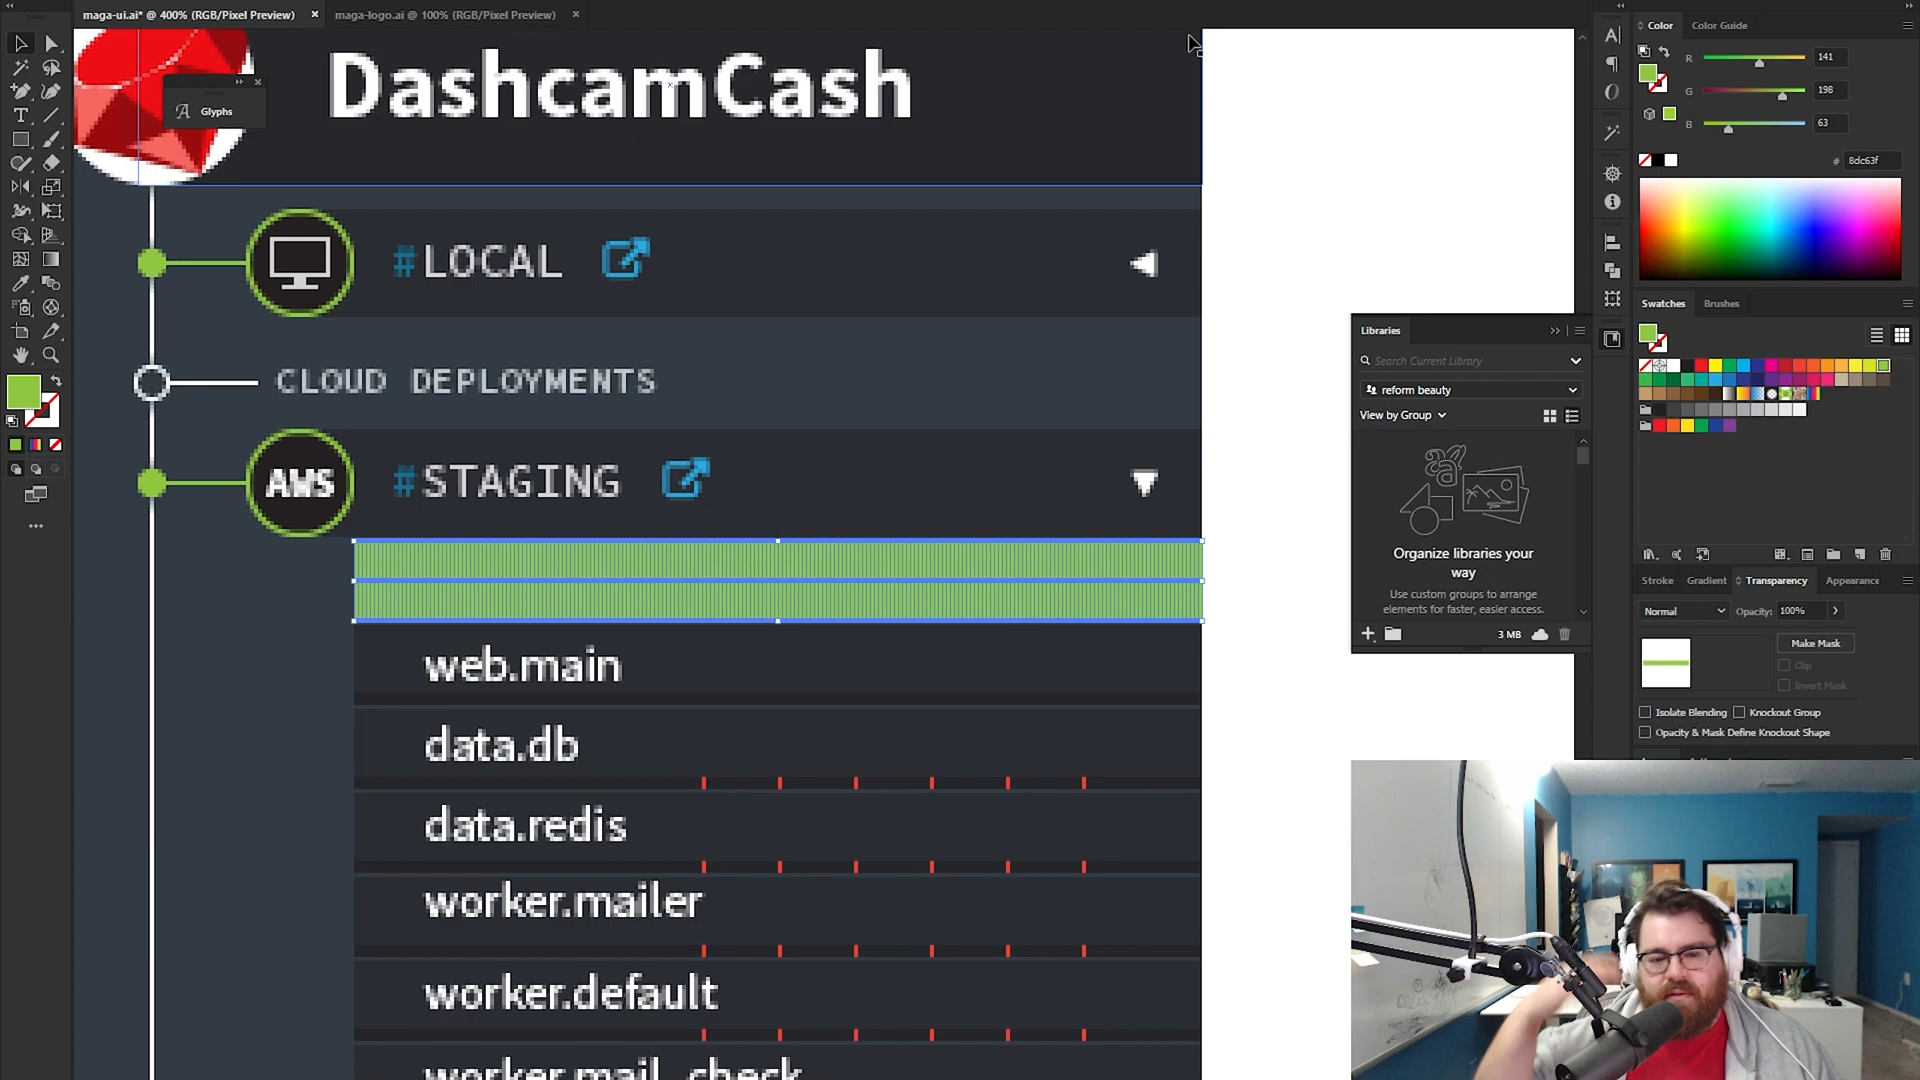 maga-ui.ai* @ 400% (RGB/Pixel Preview)
maga-logo.ai @ 100% (RGB/Pixel Preview)
Glyphs
DashcamCash
#LOCAL
CLOUD DEPLOYMENTS
AWS
#STAGING
web.main
data.db
data.redis
worker.mailer
worker.default
worker.mail_check
Libraries
Search Current Library
reform beauty
View by Group
Organize libraries your
way
Use custom groups to arrange
elements for faster, easier access.
3 MB
Color
Color Guide
R
141
G
198
B
63
#
8dc63f
Swatches
Brushes
Stroke
Gradient
Transparency
Appearance
Normal
Opacity:
100%
Make Mask
Clip
Invert Mask
Isolate Blending
Knockout Group
Opacity & Mask Define Knockout Shape